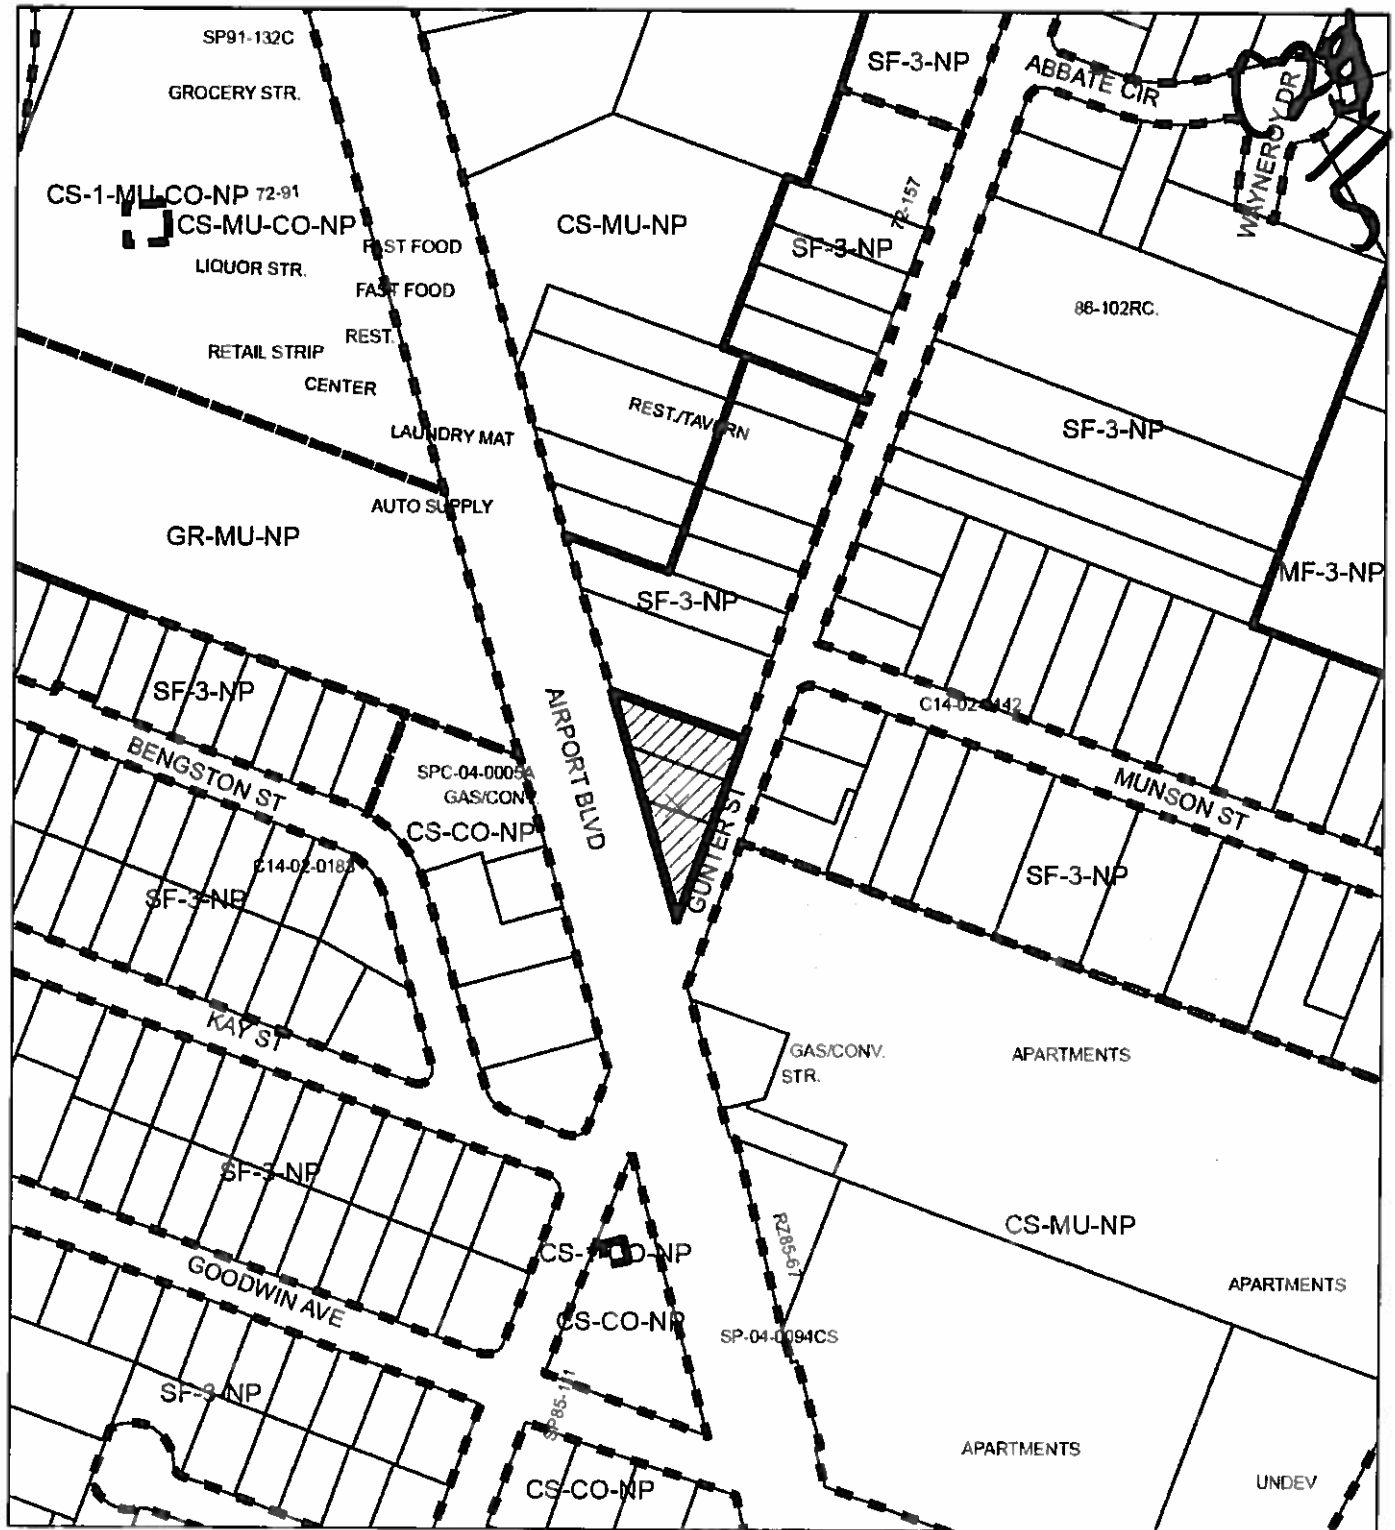 SP91-132C
SF-3-NP
ABBATE CIR
GROCERY STR.
WAYNEROY DR
CS-1-MU-CO-NP 72-91
CS-MU-CO-NP
CS-MU-NP
72-157
SF-3-NP
FAST FOOD
LIQUOR STR.
FAST FOOD
86-102RC.
REST.
RETAIL STRIP
CENTER
REST./TAVERN
LAUNDRY MAT
SF-3-NP
AUTO SUPPLY
GR-MU-NP
MF-3-NP
SF-3-NP
SF-3-NP
AIRPORT BLVD
C14-02-0142
BENGSTON ST
SPC-04-0005A
GAS/CONV.
MUNSON ST
CS-CO-NP
GUNTER ST
C14-02-0183
SF-3-NP
SF-3-NP
KAY ST
GAS/CONV.
STR.
APARTMENTS
SF-3-NP
CS-MU-NP
RZ85-67
CS-1-CO-NP
GOODWIN AVE
APARTMENTS
CS-CO-NP
SP-04-0094CS
SF-3-NP
SP85-111
APARTMENTS
CS-CO-NP
UNDEV